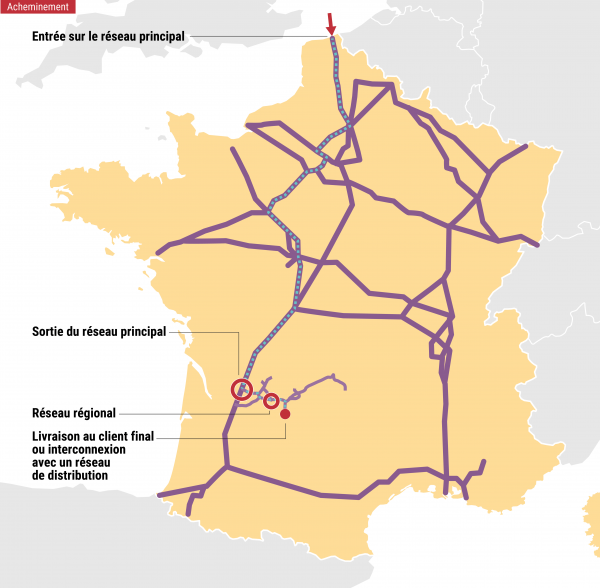 Acheminement
Entrée sur le réseau principal
Sortie du réseau principal
Réseau régional
Livraison au client final
ou interconnexion
avec un réseau
de distribution